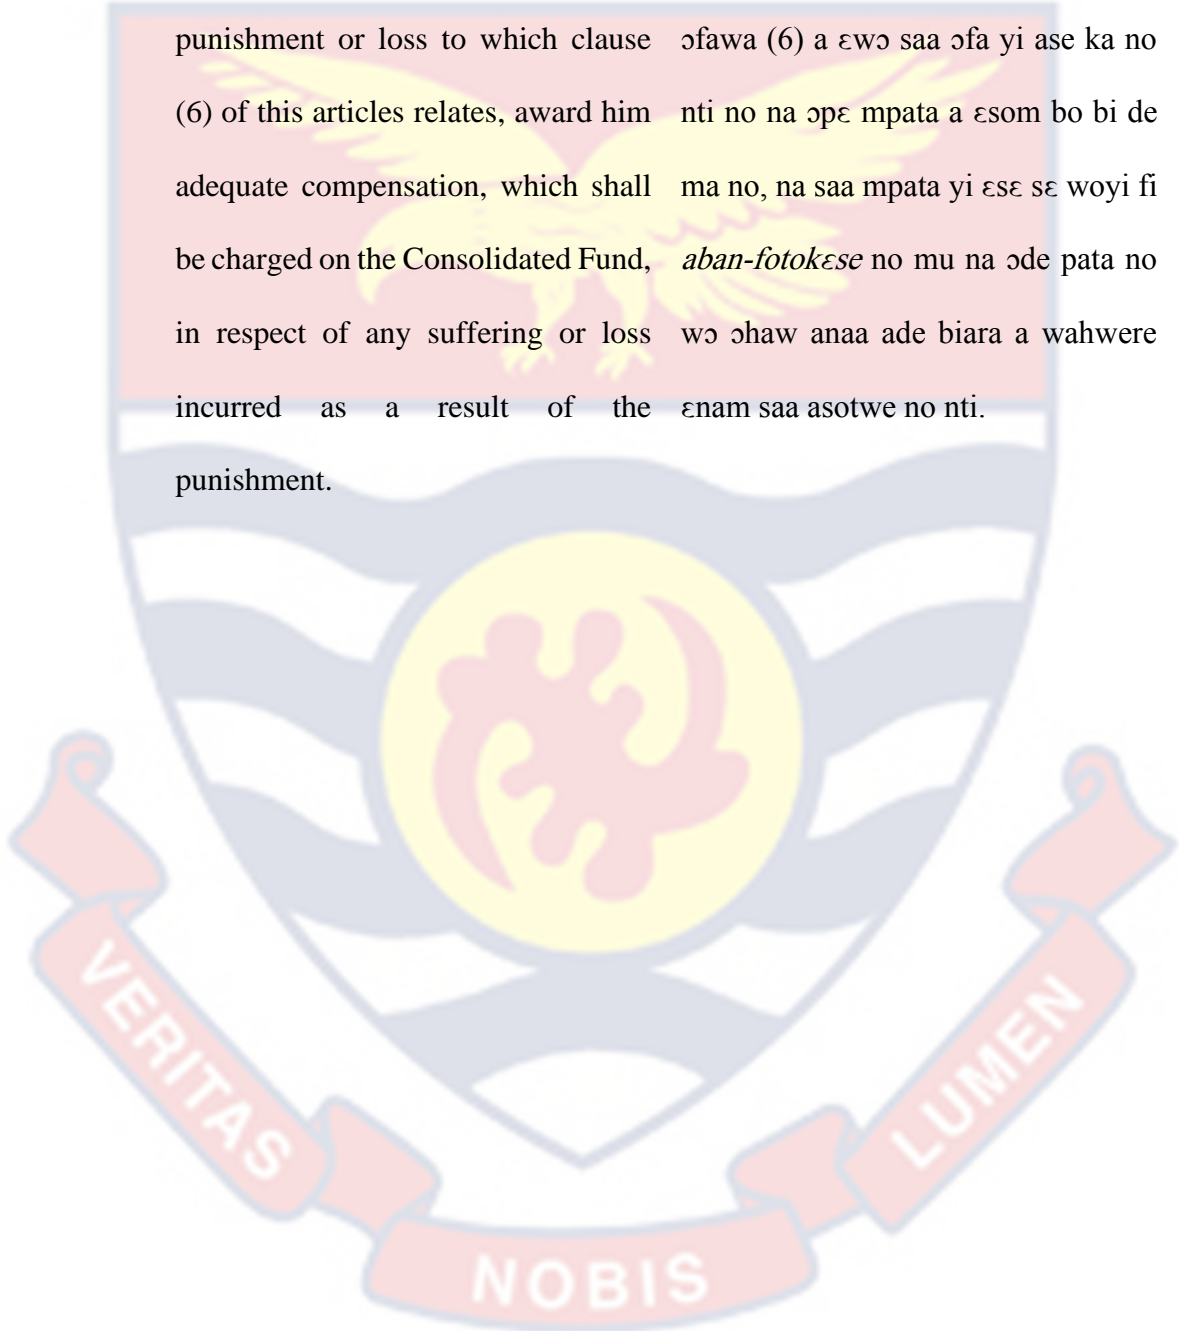 punishment or loss to which clause
(6) of this articles relates, award him
adequate compensation, which shall
be charged on the Consolidated Fund,
in respect of any suffering or loss
incurred as a result of the
punishment.
ɔfawa (6) a ɛwɔ saa ɔfa yi ase ka no
nti no na ɔpɛ mpata a ɛsom bo bi de
ma no, na saa mpata yi ɛsɛ sɛ woyi fi
aban-fotokɛse no mu na ɔde pata no
wɔ ɔhaw anaa ade biara a wahwere
ɛnam saa asotwe no nti.
VERITAS
NOBIS
LUMEN